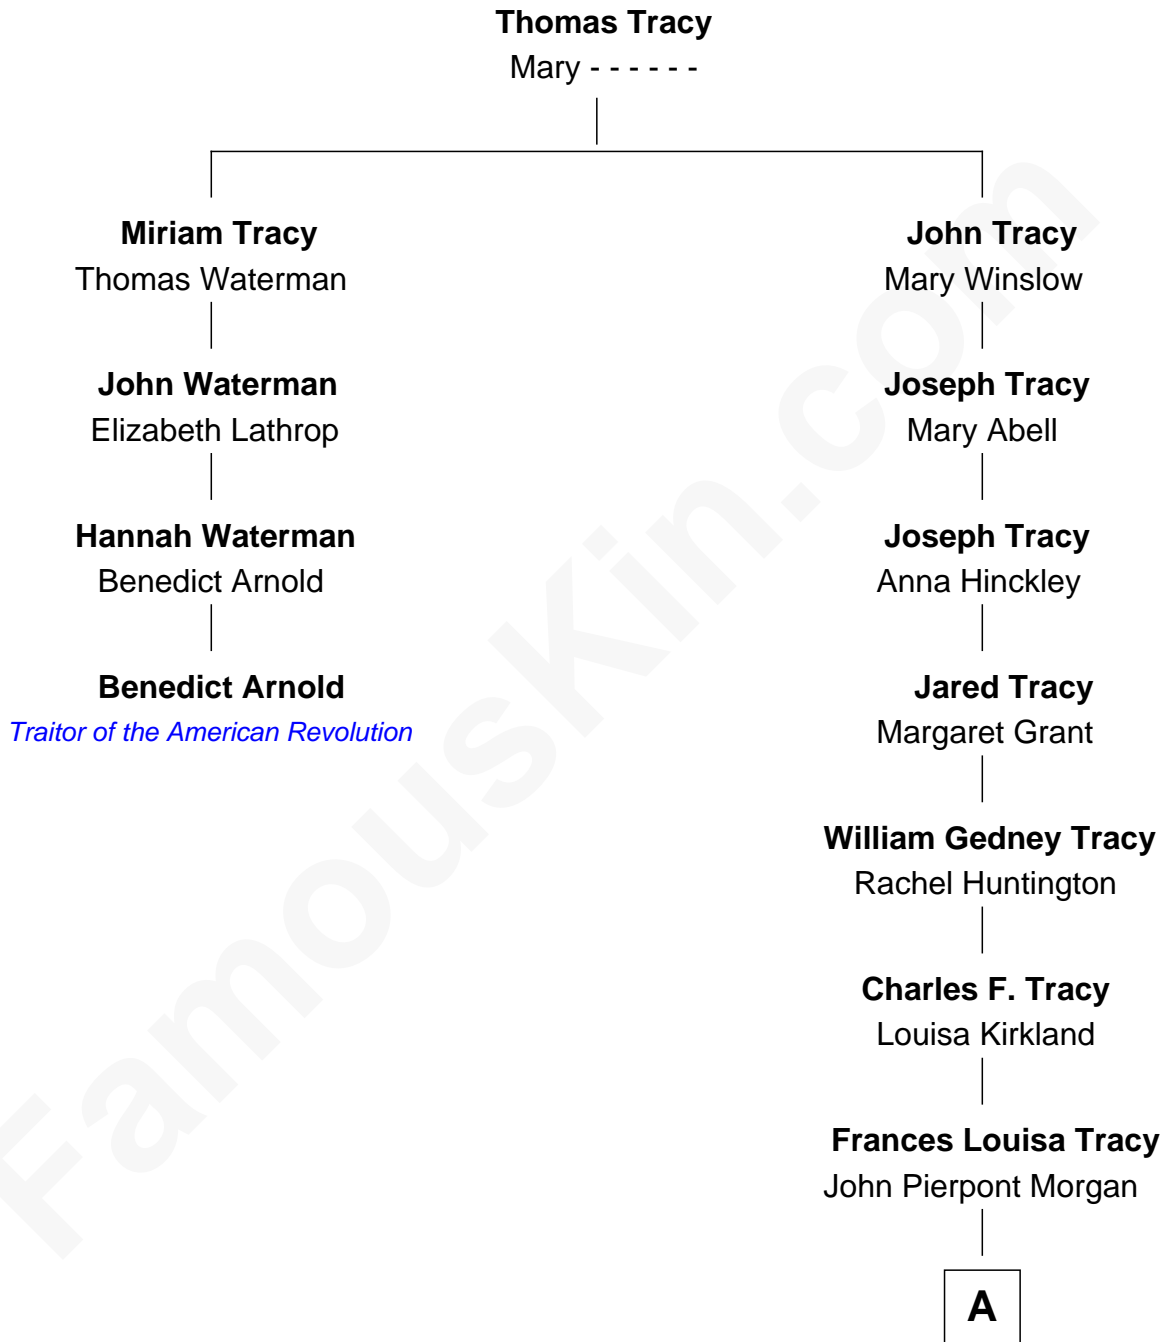 Thomas Tracy
Mary - - - - - -
Miriam Tracy
Thomas Waterman
John Tracy
Mary Winslow
John Waterman
Elizabeth Lathrop
Joseph Tracy
Mary Abell
Hannah Waterman
Benedict Arnold
Joseph Tracy
Anna Hinckley
Benedict Arnold
Traitor of the American Revolution
Jared Tracy
Margaret Grant
William Gedney Tracy
Rachel Huntington
Charles F. Tracy
Louisa Kirkland
Frances Louisa Tracy
John Pierpont Morgan
A
FamousKin.com